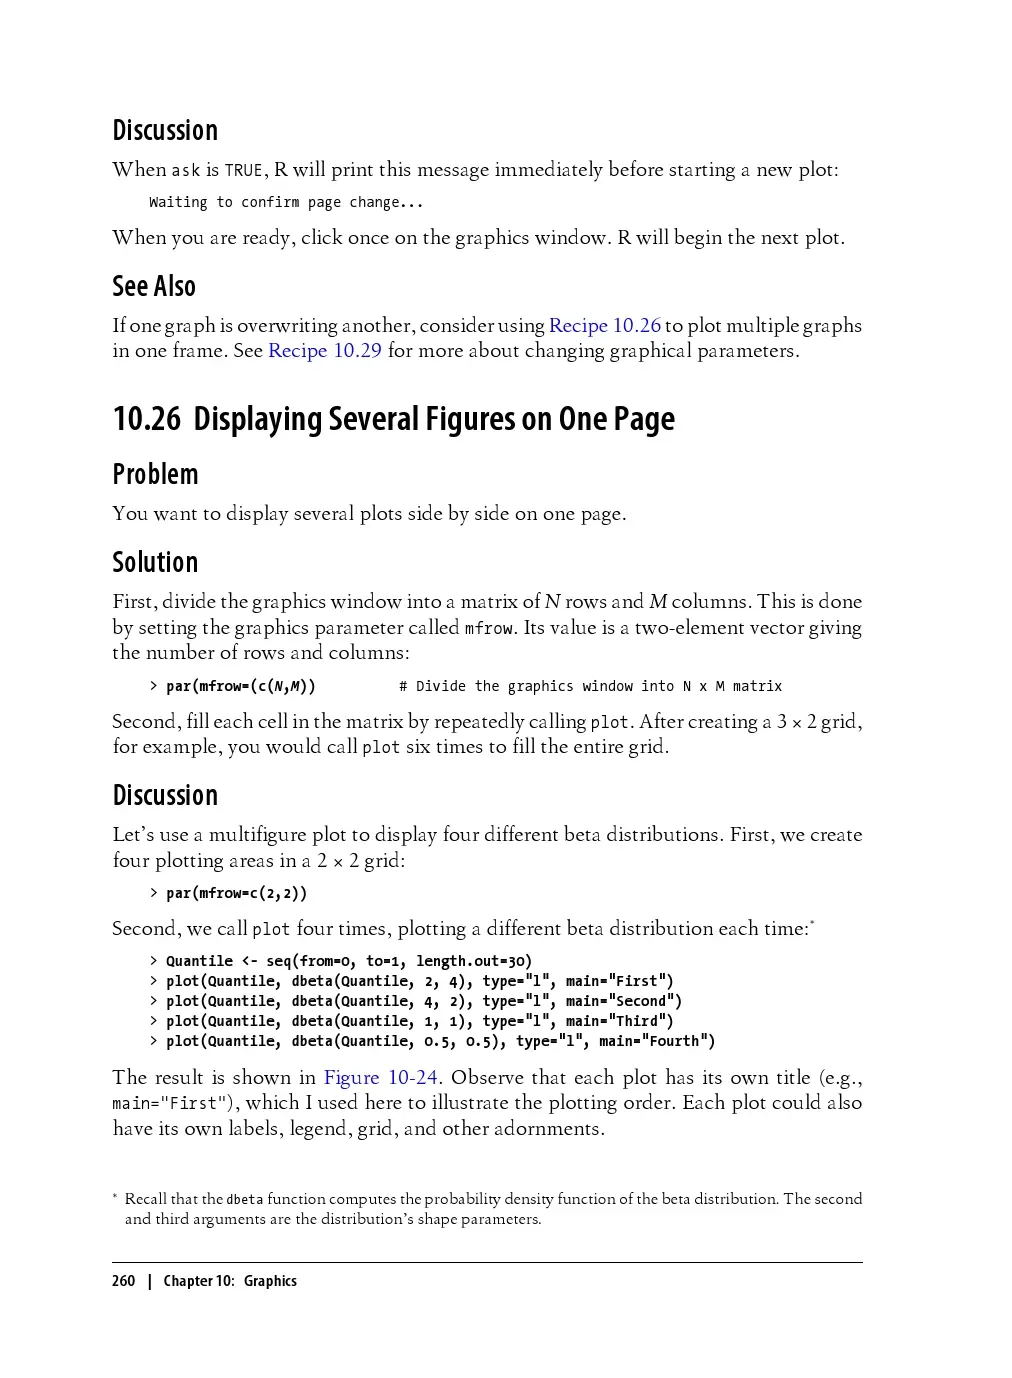 Discussion
When ask is TRUE, R will print this message immediately before starting a new plot:
Waiting to confirm page change...
When you are ready, click once on the graphics window. R will begin the next plot.
See Also
If one graph is overwriting another, consider using Recipe 10.26 to plot multiple graphs
in one frame. See Recipe 10.29 for more about changing graphical parameters.
10.26 Displaying Several Figures on One Page
Problem
You want to display several plots side by side on one page.
Solution
First, divide the graphics window into a matrix of N rows and M columns. This is done
by setting the graphics parameter called mfrow. Its value is a two-element vector giving
the number of rows and columns:
> par(mfrow=(c(N,M)) # Divide the graphics window into N x M matrix
Second, fill each cell in the matrix by repeatedly calling plot. After creating a 3 × 2 grid,
for example, you would call plot six times to fill the entire grid.
Discussion
Let’s use a multifigure plot to display four different beta distributions. First, we create
four plotting areas in a 2 × 2 grid:
> par(mfrow=c(2,2))
Second, we call plot four times, plotting a different beta distribution each time:*
> Quantile <- seq(from=0, to=1, length.out=30)
> plot(Quantile, dbeta(Quantile, 2, 4), type="l", main="First")
> plot(Quantile, dbeta(Quantile, 4, 2), type="l", main="Second")
> plot(Quantile, dbeta(Quantile, 1, 1), type="l", main="Third")
> plot(Quantile, dbeta(Quantile, 0.5, 0.5), type="l", main="Fourth")
The result is shown in Figure 10-24. Observe that each plot has its own title (e.g.,
main="First"), which I used here to illustrate the plotting order. Each plot could also
have its own labels, legend, grid, and other adornments.
* Recall that the dbeta function computes the probability density function of the beta distribution. The second
and third arguments are the distribution’s shape parameters.
260 | Chapter 10: Graphics